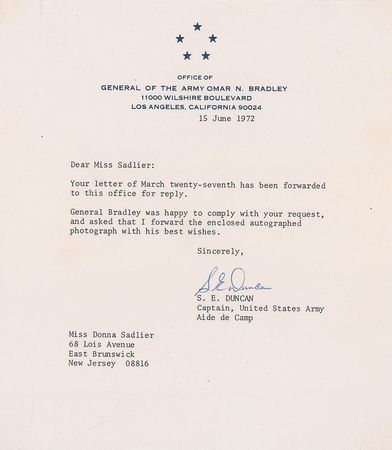 OFFICE OF
GENERAL OF THE ARMY OMAR N. BRADLEY
11000 WILSHIRE BOULEVARD
LOS ANGELES, CALIFORNIA 90024
15 June 1972
Dear Miss Sadlier:
Your letter of March twenty-seventh has been forwarded
to this office for reply.
General Bradley was happy to comply with your request,
and asked that I forward the enclosed autographed
photograph with his best wishes.
Sincerely,
S E Duncan
S. E. DUNCAN
Captain, United States Army
Aide de Camp
Miss Donna Sadlier
68 Lois Avenue
East Brunswick
New Jersey 08816